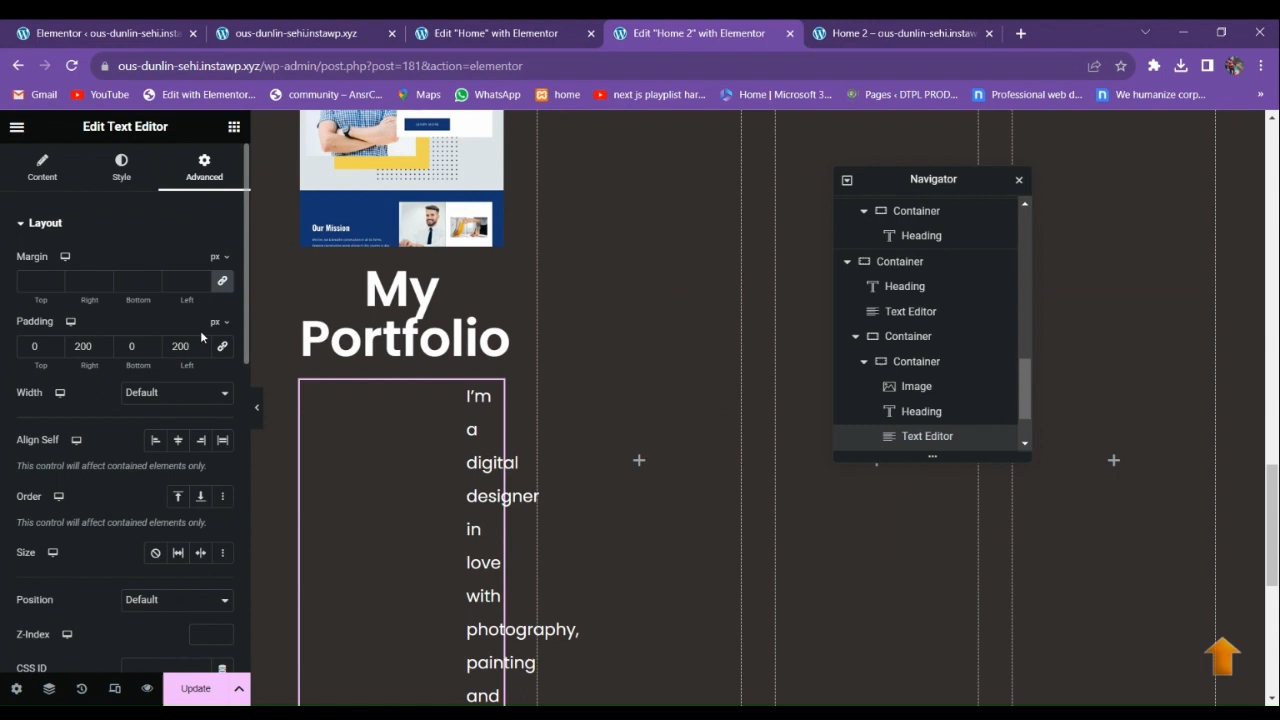 Elementor ‹ ous-dunlin-sehi.insta
ous-dunlin-sehi.instawp.xyz
Edit "Home" with Elementor
Edit "Home 2" with Elementor
Home 2 – ous-dunlin-sehi.instaw
ous-dunlin-sehi.instawp.xyz/wp-admin/post.php?post=181&action=elementor
Gmail
YouTube
Edit with Elementor...
community – AnsrC...
Maps
WhatsApp
home
next js playplist har...
Home | Microsoft 3...
Pages ‹ DTPL PROD...
Professional web d...
We humanize corp...
»
Edit Text Editor
Content
Style
Advanced
Layout
Margin
px
Top
Right
Bottom
Left
Padding
px
0
200
0
200
Top
Right
Bottom
Left
Width
Default
Align Self
This control will affect contained elements only.
Order
This control will affect contained elements only.
Size
Position
Default
Z-Index
CSS ID
Update
Our Mission
My
Portfolio
I'm
a
digital
designer
in
love
with
photography,
painting
and
Navigator
Container
Heading
Container
Heading
Text Editor
Container
Container
Image
Heading
Text Editor